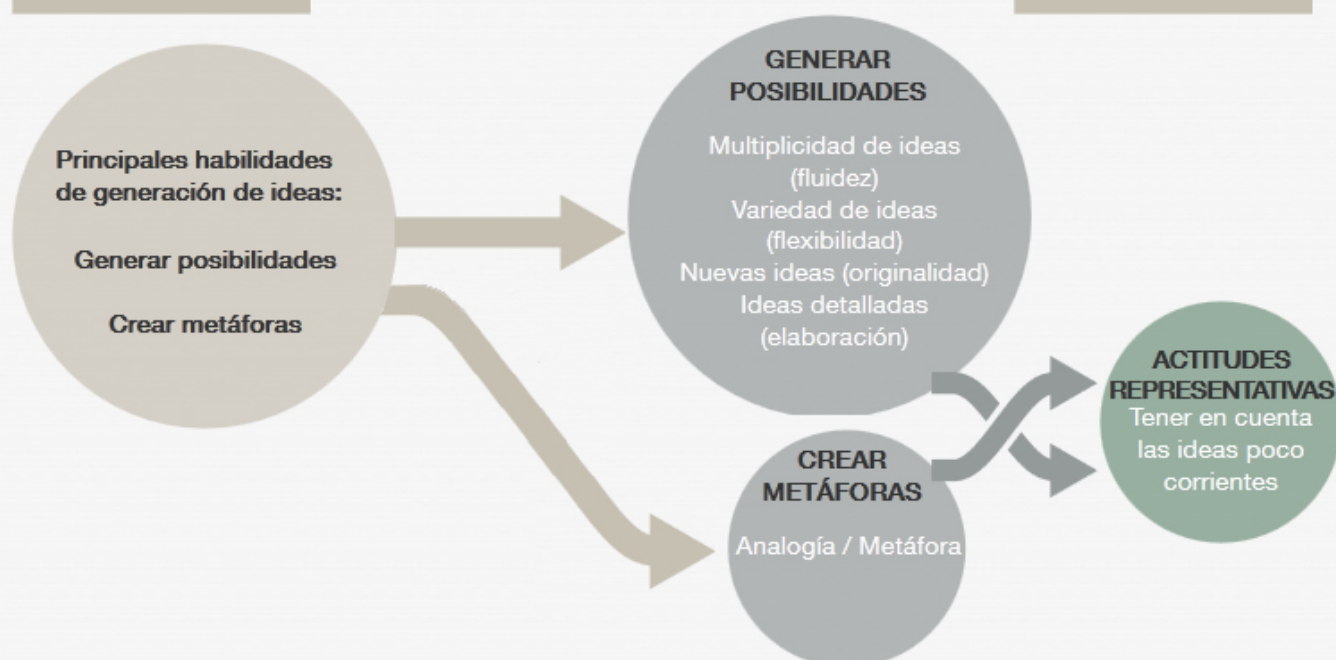 Principales habilidades
de generación de ideas:
Generar posibilidades
Crear metáforas
GENERAR
POSIBILIDADES
Multiplicidad de ideas
(fluidez)
Variedad de ideas
(flexibilidad)
Nuevas ideas (originalidad)
Ideas detalladas
(elaboración)
CREAR
METÁFORAS
Analogía / Metáfora
ACTITUDES
REPRESENTATIVAS
Tener en cuenta
las ideas poco
corrientes